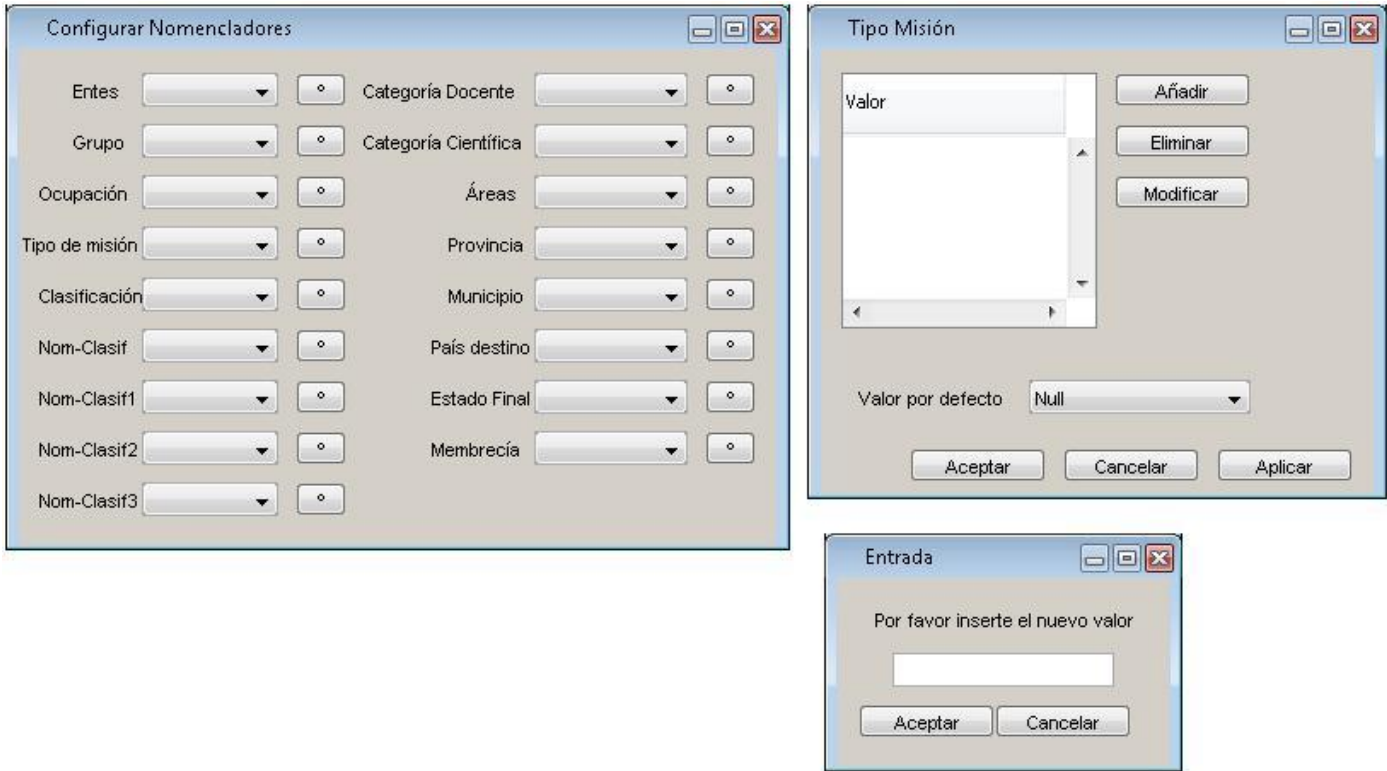 Configurar Nomencladores
Entes
Categoría Docente
Grupo
Categoría Científica
Ocupación
Áreas
Tipo de misión
Provincia
Clasificación
Municipio
Nom-Clasif
País destino
Nom-Clasif1
Estado Final
Nom-Clasif2
Membrecía
Nom-Clasif3
Tipo Misión
Valor
Añadir
Eliminar
Modificar
Valor por defecto
Null
Aceptar
Cancelar
Aplicar
Entrada
Por favor inserte el nuevo valor
Aceptar
Cancelar